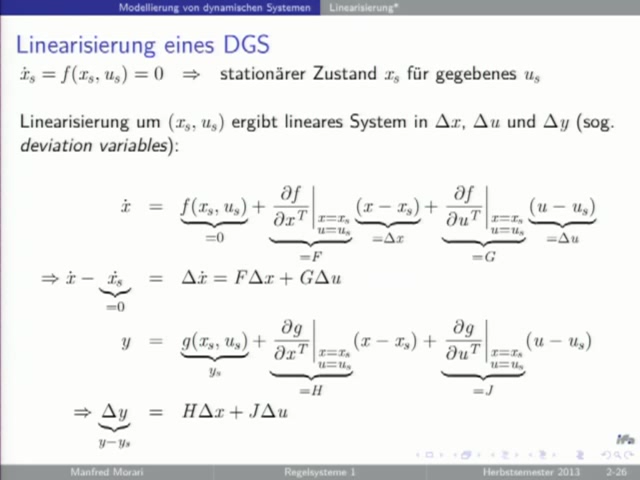 Modellierung von dynamischen Systemen Linearisierung*
Linearisierung eines DGS
ẋ_s = f(x_s, u_s) = 0 ⇒ stationärer Zustand x_s für gegebenes u_s
Linearisierung um (x_s, u_s) ergibt lineares System in Δx, Δu und Δy (sog.
deviation variables):
ẋ = f(x_s, u_s) + ∂f/∂x^T |x=x_s u=u_s (x − x_s) + ∂f/∂u^T |x=x_s u=u_s (u − u_s)
=0 =F =Δx =G =Δu
⇒ ẋ − ẋ_s = Δẋ = FΔx + GΔu
=0
y = g(x_s, u_s) + ∂g/∂x^T |x=x_s u=u_s (x − x_s) + ∂g/∂u^T |x=x_s u=u_s (u − u_s)
y_s =H =J
⇒ Δy = HΔx + JΔu
y−y_s
Manfred Morari Regelsysteme 1 Herbstsemester 2013 2-26